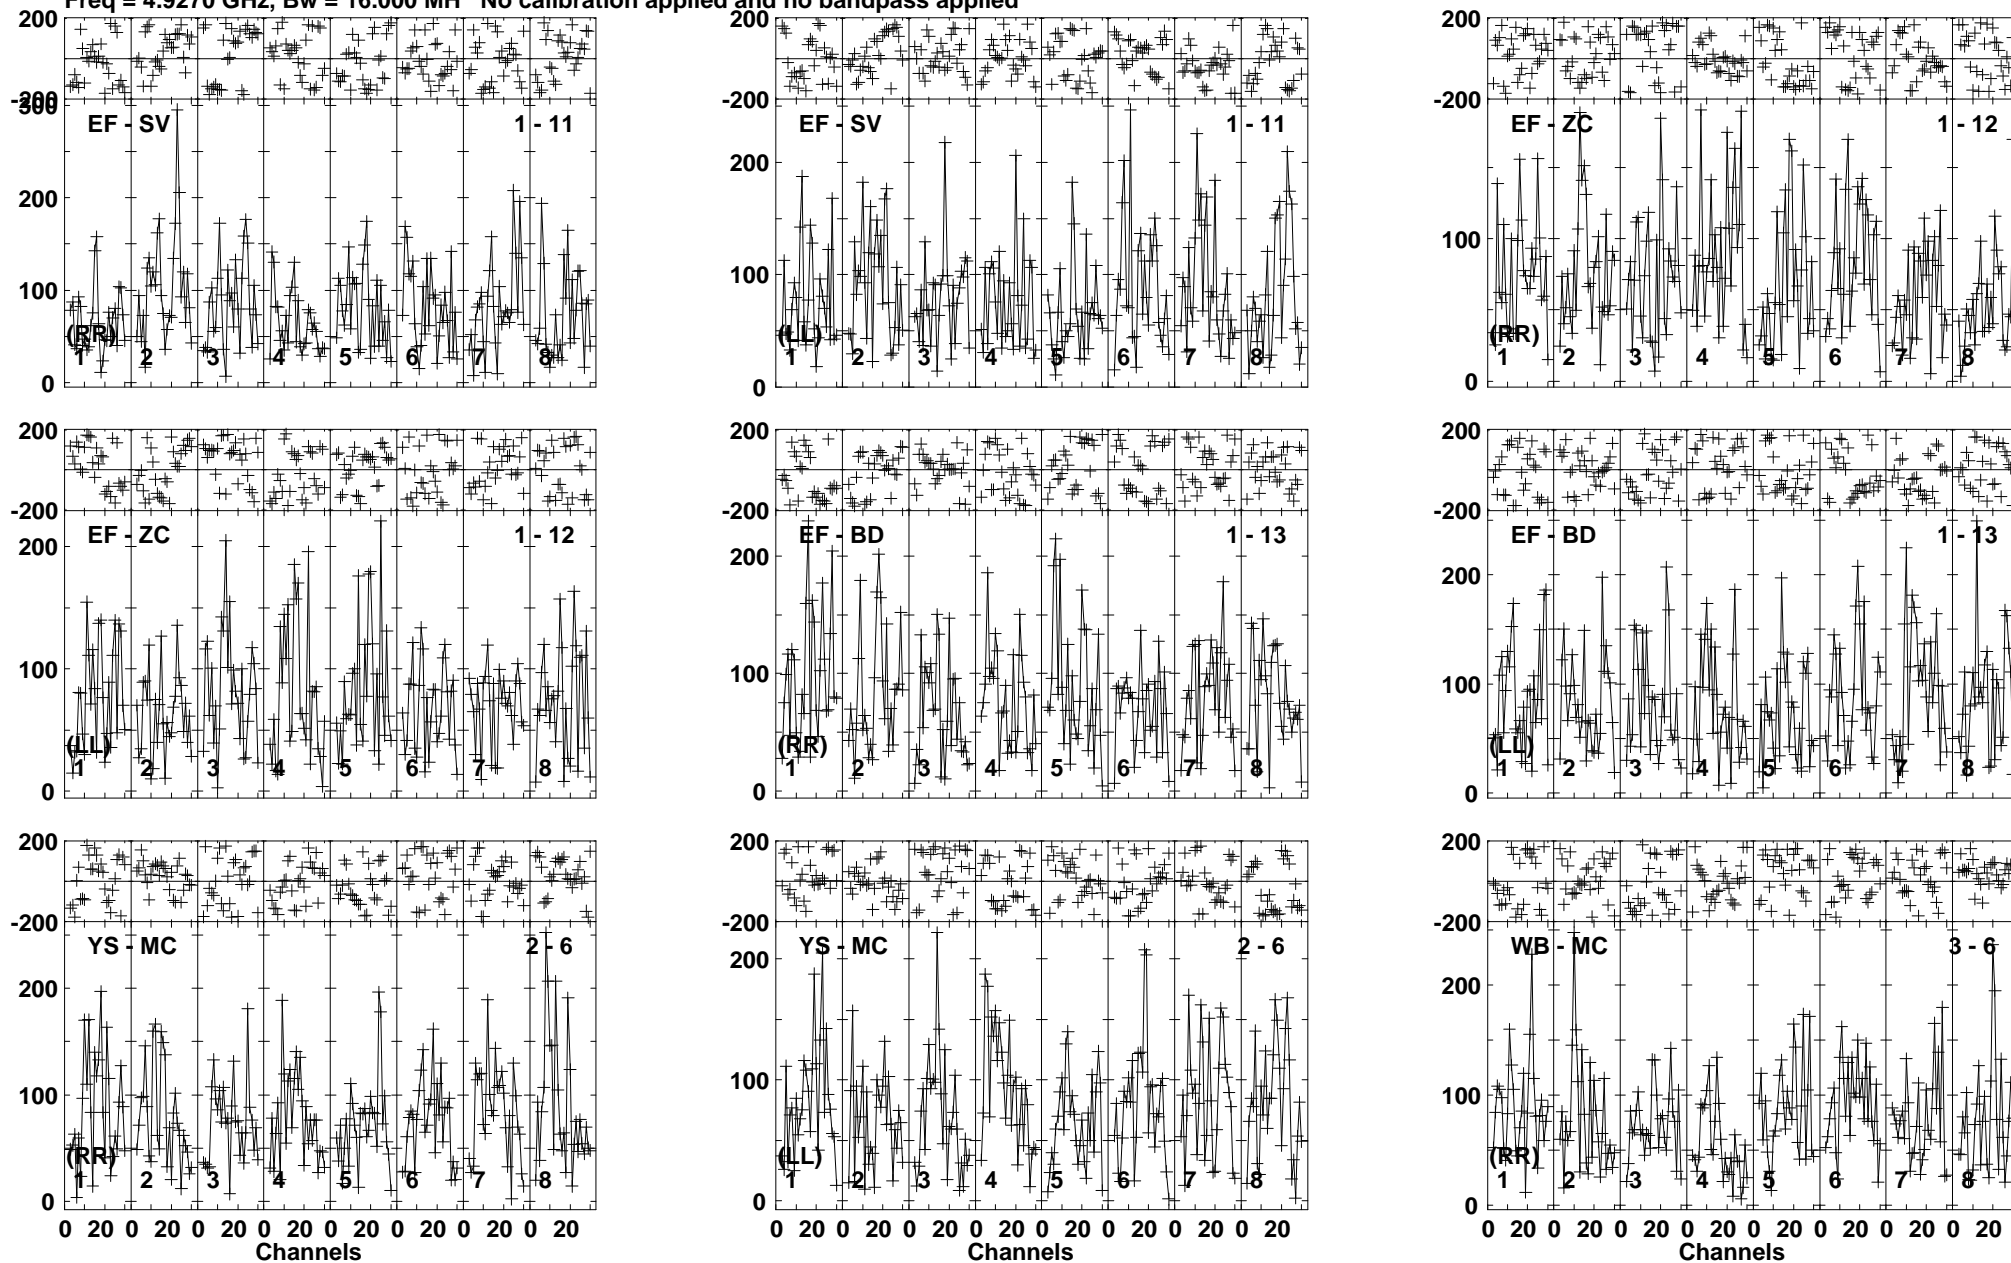 Freq = 4.9270 GHz, Bw = 16.000 MH No calibration applied and no bandpass applied
200 200 200
-200 -200
300
EF - SV 1 - 11 EF - SV 1 - 11 EF - ZC 1 - 12
200 200
100 100 100
(RR) (LL) (RR)
1 2 3 4 5 6 7 8 1 2 3 4 5 6 7 8 1 2 3 4 5 6 7 8
0 0 0
200 200 200
-200 -200 -200
EF - ZC 1 - 12 EF - BD 1 - 13 EF - BD 1 - 13
200 200 200
100 100 100
(LL) (RR) (LL)
1 2 3 4 5 6 7 8 1 2 3 4 5 6 7 8 1 2 3 4 5 6 7 8
0 0 0
200 200 200
-200 -200 -200
YS - MC 2 - 6 YS - MC 2 - 6 WB - MC 3 - 6
200 200 200
100 100 100
(RR) (LL) (RR)
1 2 3 4 5 6 7 8 1 2 3 4 5 6 7 8 1 2 3 4 5 6 7 8
0 0 0
0 20 0 20 0 20 0 20 0 20 0 20 0 20 0 20 0 20 0 20 0 20 0 20 0 20 0 20 0 20 0 20 0 20 0 20 0 20 0 20 0 20 0 20 0 20 0 20
Channels Channels Channels